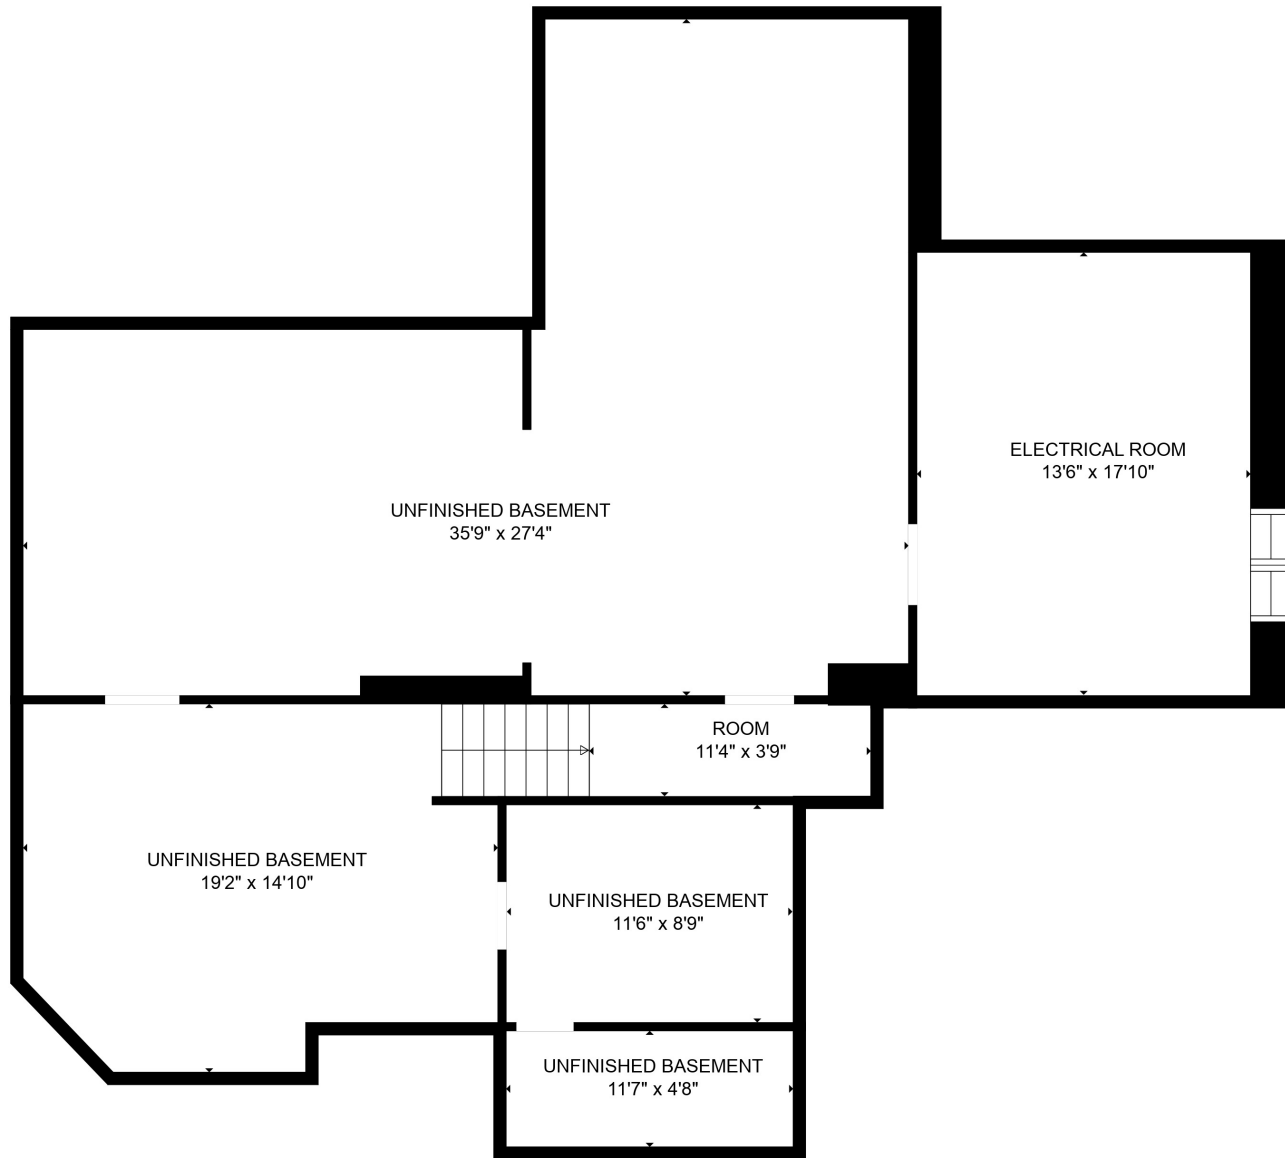 ELECTRICAL ROOM
13'6" x 17'10"
UNFINISHED BASEMENT
35'9" x 27'4"
ROOM
11'4" x 3'9"
UNFINISHED BASEMENT
19'2" x 14'10"
UNFINISHED BASEMENT
11'6" x 8'9"
UNFINISHED BASEMENT
11'7" x 4'8"